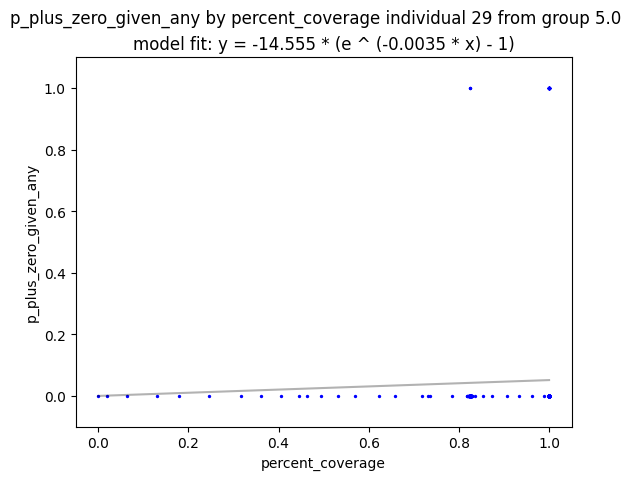 p_plus_zero_given_any by percent_coverage individual 29 from group 5.0
model fit: y = -14.555 * (e ^ (-0.0035 * x) - 1)
1.0
0.8
0.6
0.4
0.2
0.0
p_plus_zero_given_any
0.0 0.2 0.4 0.6 0.8 1.0
percent_coverage